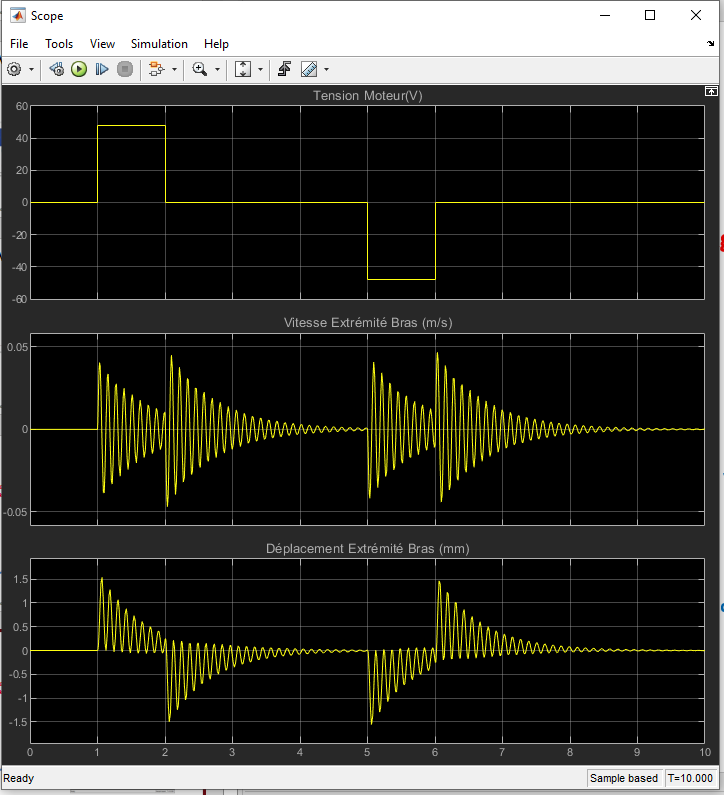 Scope
File Tools View Simulation Help
Tension Moteur(V)
60
40
20
0
-20
-40
-60
Vitesse Extrémité Bras (m/s)
0.05
0
-0.05
Déplacement Extrémité Bras (mm)
1.5
1
0.5
0
-0.5
-1
-1.5
0 1 2 3 4 5 6 7 8 9 10
Ready Sample based T=10.000